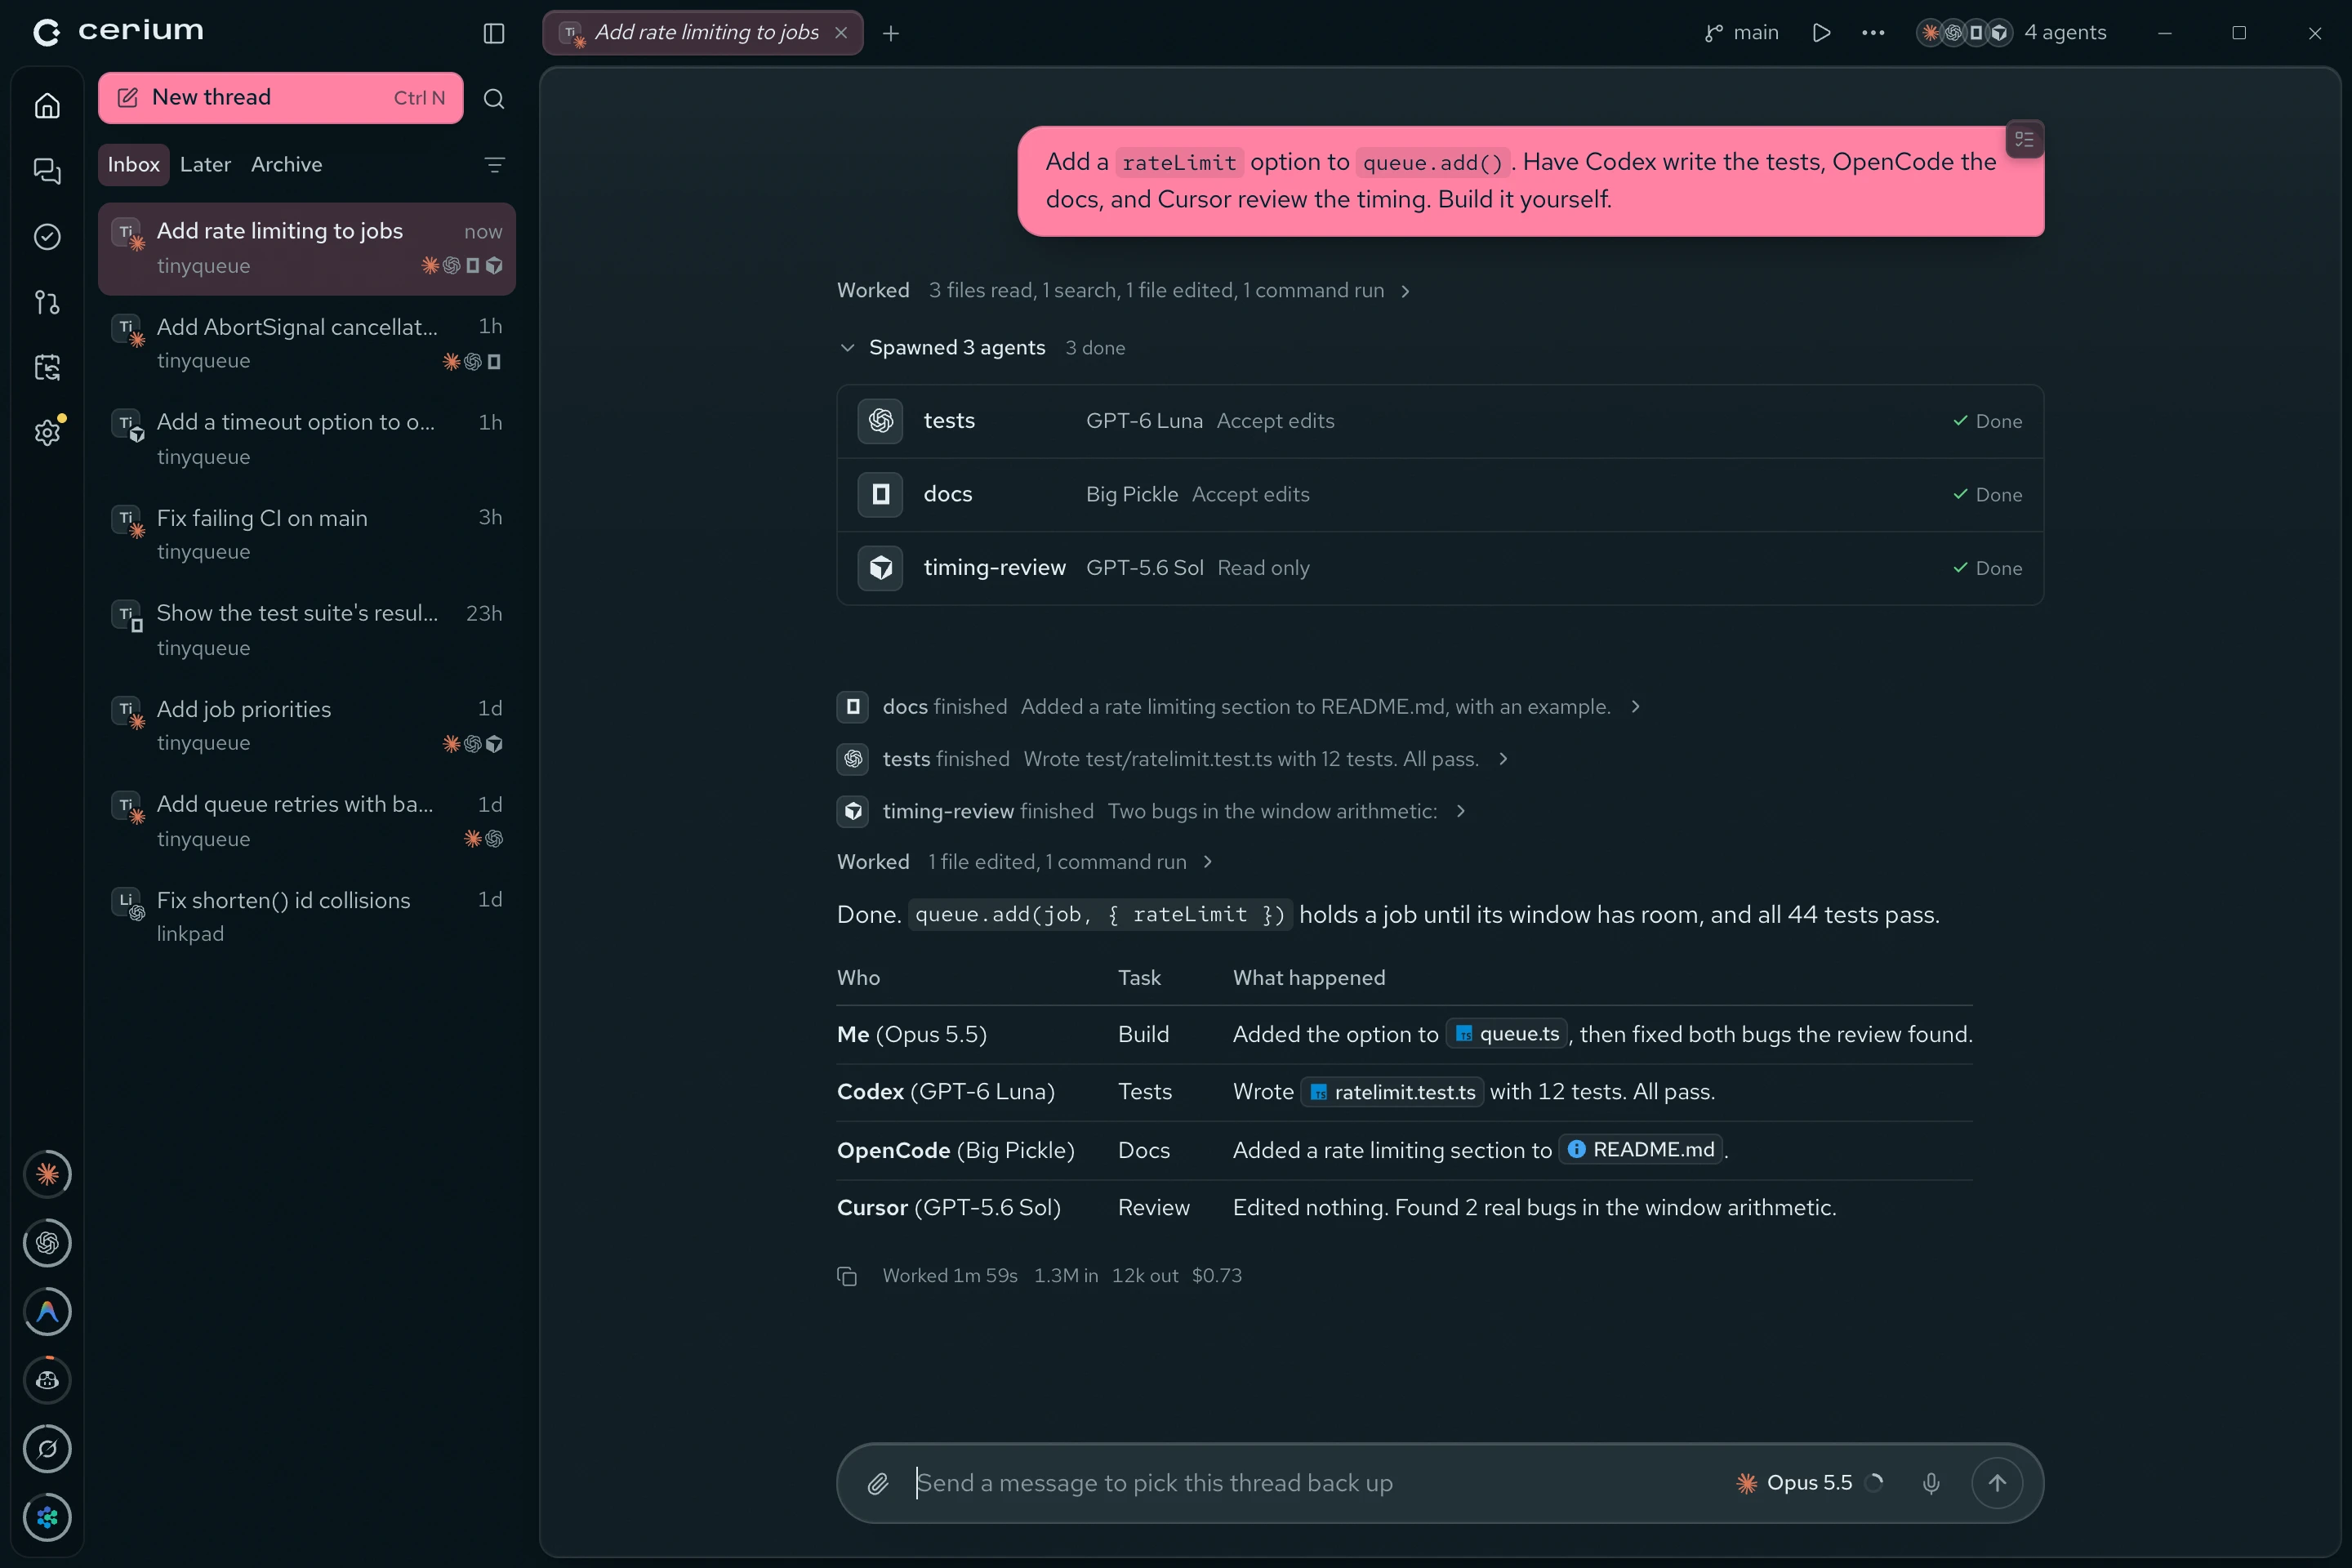 cerium
Ti Add rate limiting to jobs
main
4 agents
New thread Ctrl N
Inbox Later Archive
Ti Add rate limiting to jobs now
tinyqueue
Ti Add AbortSignal cancellat... 1h
tinyqueue
Ti Add a timeout option to o... 1h
tinyqueue
Ti Fix failing CI on main 3h
tinyqueue
Ti Show the test suite's resul... 23h
tinyqueue
Ti Add job priorities 1d
tinyqueue
Ti Add queue retries with ba... 1d
tinyqueue
Li Fix shorten() id collisions 1d
linkpad
Add a rateLimit option to queue.add(). Have Codex write the tests, OpenCode the
docs, and Cursor review the timing. Build it yourself.
Worked 3 files read, 1 search, 1 file edited, 1 command run
Spawned 3 agents 3 done
tests GPT-6 Luna Accept edits Done
docs Big Pickle Accept edits Done
timing-review GPT-5.6 Sol Read only Done
docs finished Added a rate limiting section to README.md, with an example.
tests finished Wrote test/ratelimit.test.ts with 12 tests. All pass.
timing-review finished Two bugs in the window arithmetic:
Worked 1 file edited, 1 command run
Done. queue.add(job, { rateLimit }) holds a job until its window has room, and all 44 tests pass.
Who Task What happened
Me (Opus 5.5) Build Added the option to TS queue.ts, then fixed both bugs the review found.
Codex (GPT-6 Luna) Tests Wrote TS ratelimit.test.ts with 12 tests. All pass.
OpenCode (Big Pickle) Docs Added a rate limiting section to README.md.
Cursor (GPT-5.6 Sol) Review Edited nothing. Found 2 real bugs in the window arithmetic.
Worked 1m 59s 1.3M in 12k out $0.73
Send a message to pick this thread back up
Opus 5.5